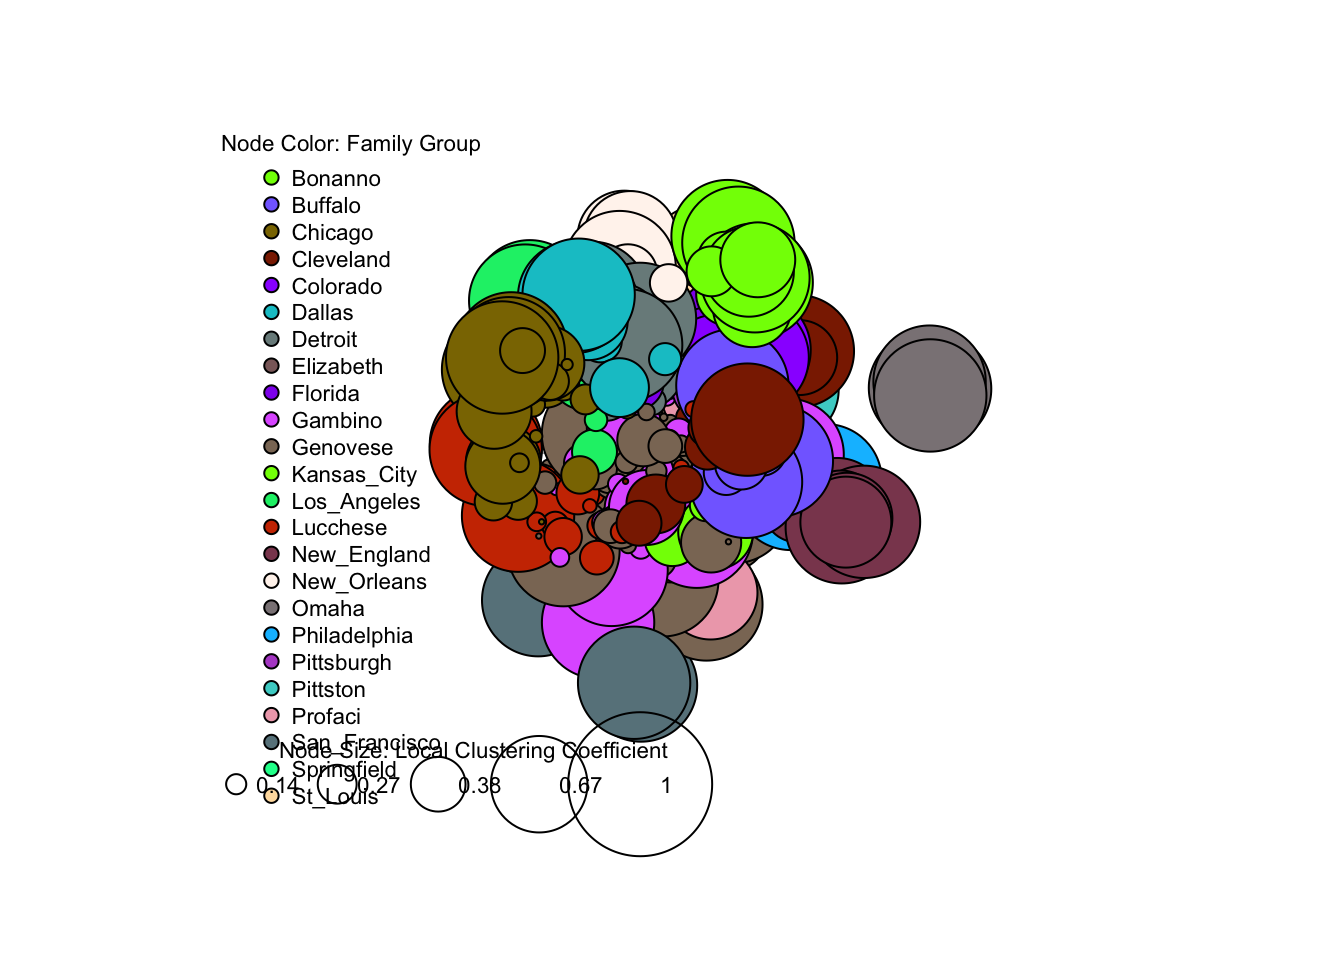 Node Color: Family Group
Bonanno
Buffalo
Chicago
Cleveland
Colorado
Dallas
Detroit
Elizabeth
Florida
Gambino
Genovese
Kansas_City
Los_Angeles
Lucchese
New_England
New_Orleans
Omaha
Philadelphia
Pittsburgh
Pittston
Profaci
San_Francisco
Node Size: Local Clustering Coefficient
Springfield
0.14 0.27 0.38 0.67 1
St_Louis